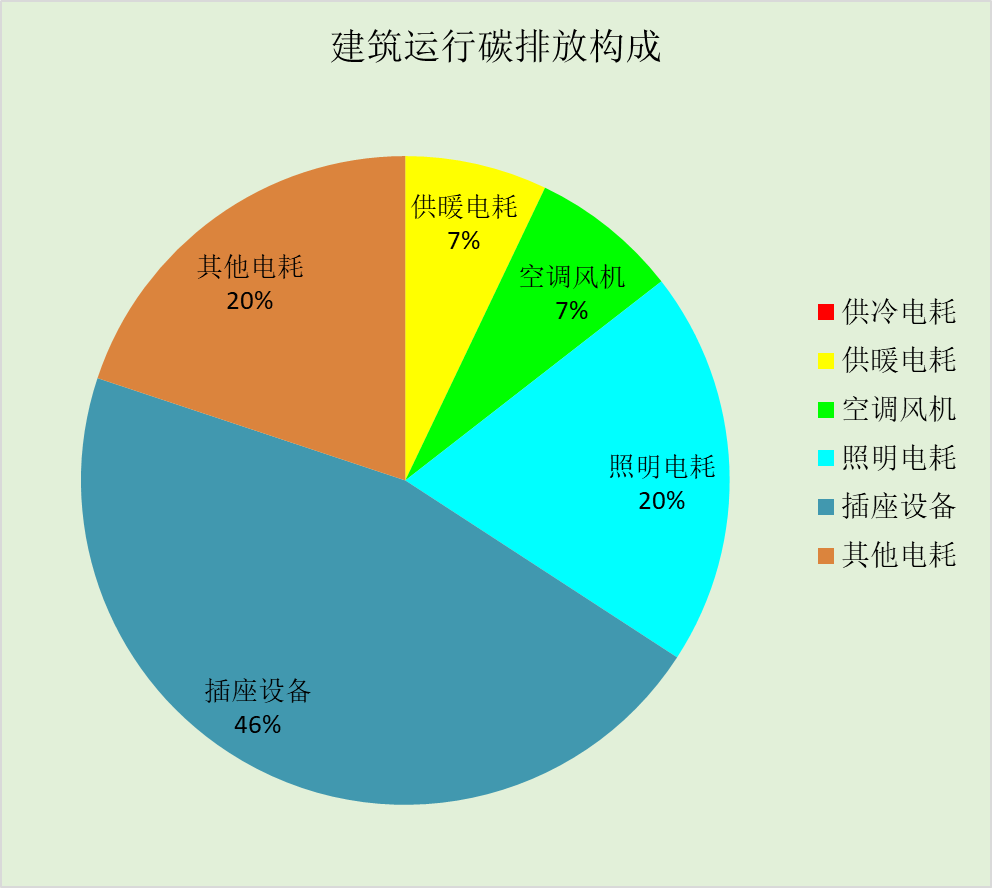 建筑运行碳排放构成
供暖电耗
7%
空调风机
7%
其他电耗
20%
照明电耗
20%
插座设备
46%
供冷电耗
供暖电耗
空调风机
照明电耗
插座设备
其他电耗